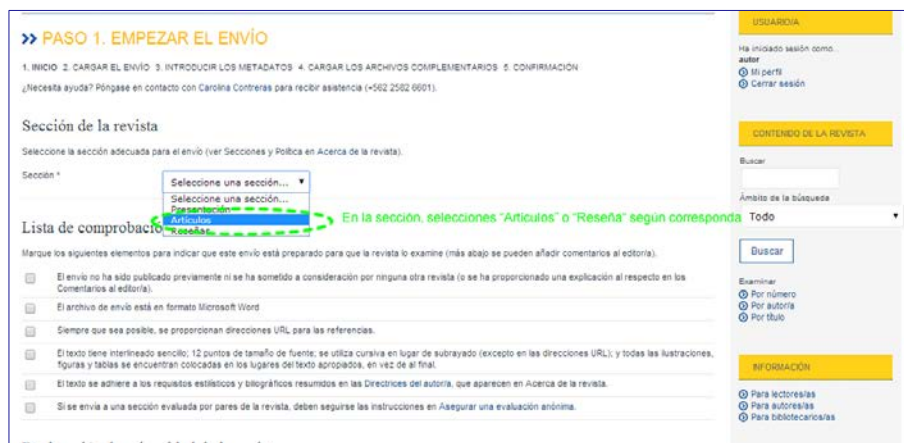 >> PASO 1. EMPEZAR EL ENVÍO
1. INICIO 2. CARGAR EL ENVÍO 3. INTRODUCIR LOS METADATOS 4. CARGAR LOS ARCHIVOS COMPLEMENTARIOS 5. CONFIRMACIÓN
¿Necesita ayuda? Póngase en contacto con Carolina Contreras para recibir asistencia (+562 2582 6601).
Sección de la revista
Seleccione la sección adecuada para el envío (ver Secciones y Política en Acerca de la revista).
Sección *
Seleccione una sección...
Seleccione una sección...
Presentación
Artículos
Reseñas
En la sección, selecciones "Artículos" o "Reseña" según corresponda
Lista de comprobació
Marque los siguientes elementos para indicar que este envío está preparado para que la revista lo examine (más abajo se pueden añadir comentarios al editor/a).
El envío no ha sido publicado previamente ni se ha sometido a consideración por ninguna otra revista (o se ha proporcionado una explicación al respecto en los
Comentarios al editor/a).
El archivo de envío está en formato Microsoft Word
Siempre que sea posible, se proporcionan direcciones URL para las referencias.
El texto tiene interlineado sencillo; 12 puntos de tamaño de fuente; se utiliza cursiva en lugar de subrayado (excepto en las direcciones URL); y todas las ilustraciones,
figuras y tablas se encuentran colocadas en los lugares del texto apropiados, en vez de al final.
El texto se adhiere a los requisitos estilísticos y bliográficos resumidos en las Directrices del autor/a, que aparecen en Acerca de la revista.
Si se envía a una sección evaluada por pares de la revista, deben seguirse las instrucciones en Asegurar una evaluación anónima.
USUARIO/A
Ha iniciado sesión como...
autor
Mi perfil
Cerrar sesión
CONTENIDO DE LA REVISTA
Buscar
Ámbito de la búsqueda
Todo
Buscar
Examinar
Por número
Por autor/a
Por título
INFORMACIÓN
Para lectores/as
Para autores/as
Para bibliotecarios/as